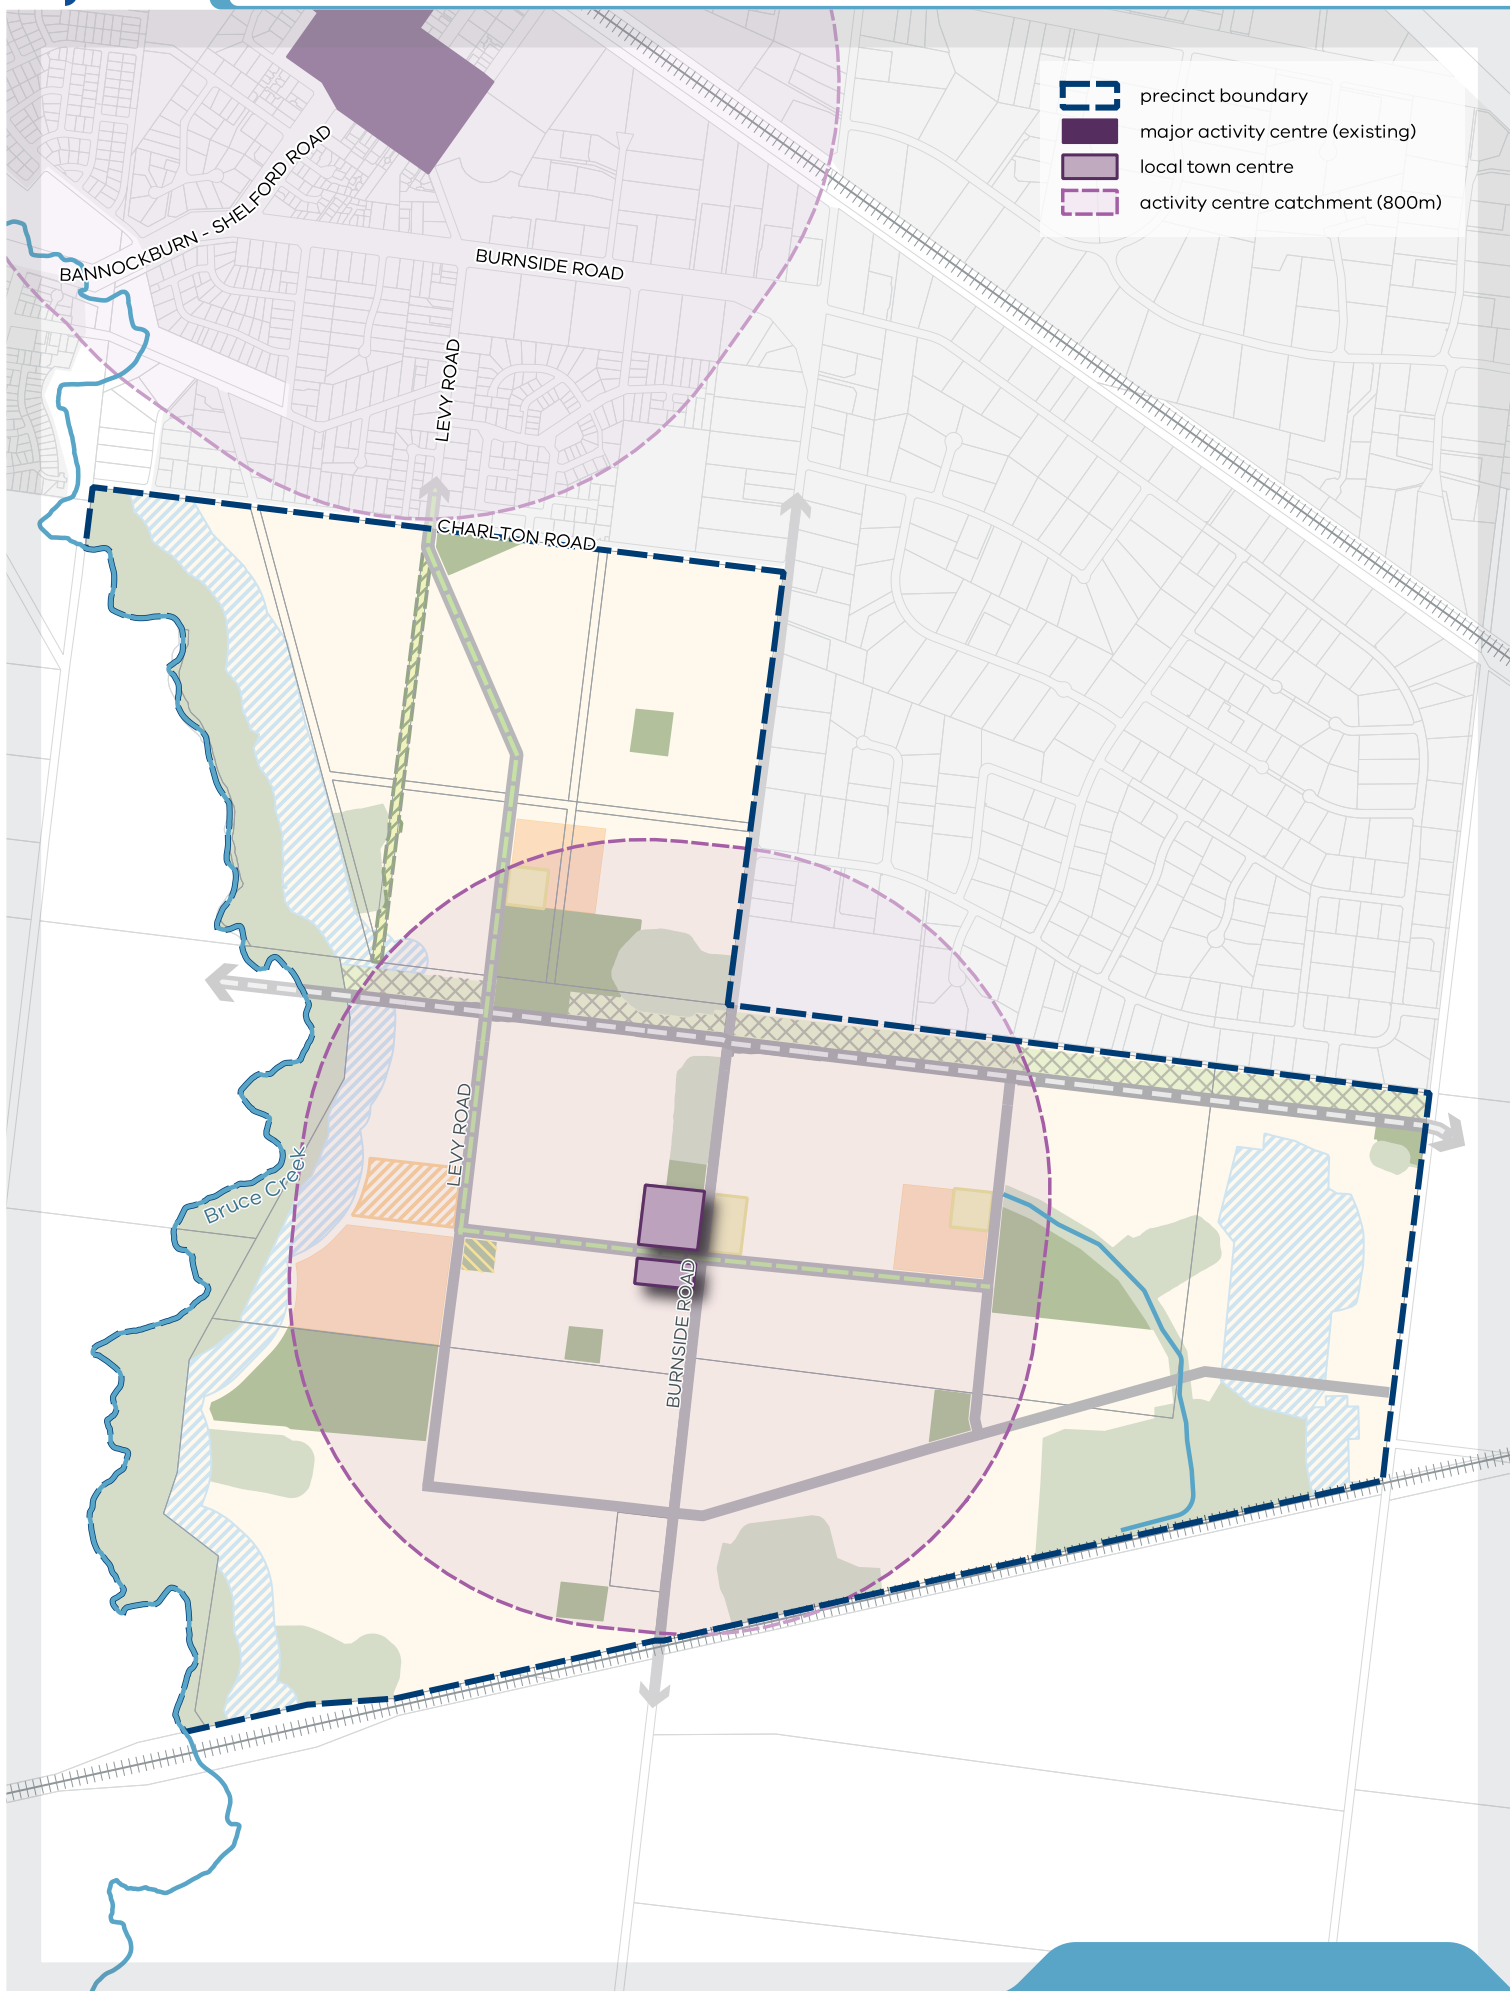 precinct boundary
major activity centre (existing)
local town centre
activity centre catchment (800m)
BANNOCKBURN - SHELFORD ROAD
BURNSIDE ROAD
LEVY ROAD
CHARLTON ROAD
LEVY ROAD
Bruce Creek
BURNSIDE ROAD